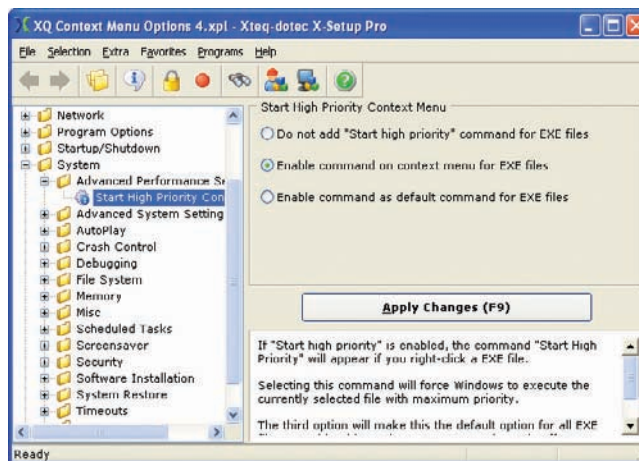 XQ Context Menu Options 4.xpl - Xteq-dotec X-Setup Pro
File Selection Extra Favorites Programs Help
Network
Program Options
Startup/Shutdown
System
Advanced Performance Se
Start High Priority Con
Advanced System Setting
AutoPlay
Crash Control
Debugging
File System
Memory
Misc
Scheduled Tasks
Screensaver
Security
Software Installation
System Restore
Timeouts
Start High Priority Context Menu
Do not add "Start high priority" command for EXE files
Enable command on context menu for EXE files
Enable command as default command for EXE files
Apply Changes (F9)
If "Start high priority" is enabled, the command "Start High
Priority" will appear if you right-click a EXE file.
Selecting this command will force Windows to execute the
currently selected file with maximum priority.
The third option will make this the default option for all EXE
Ready